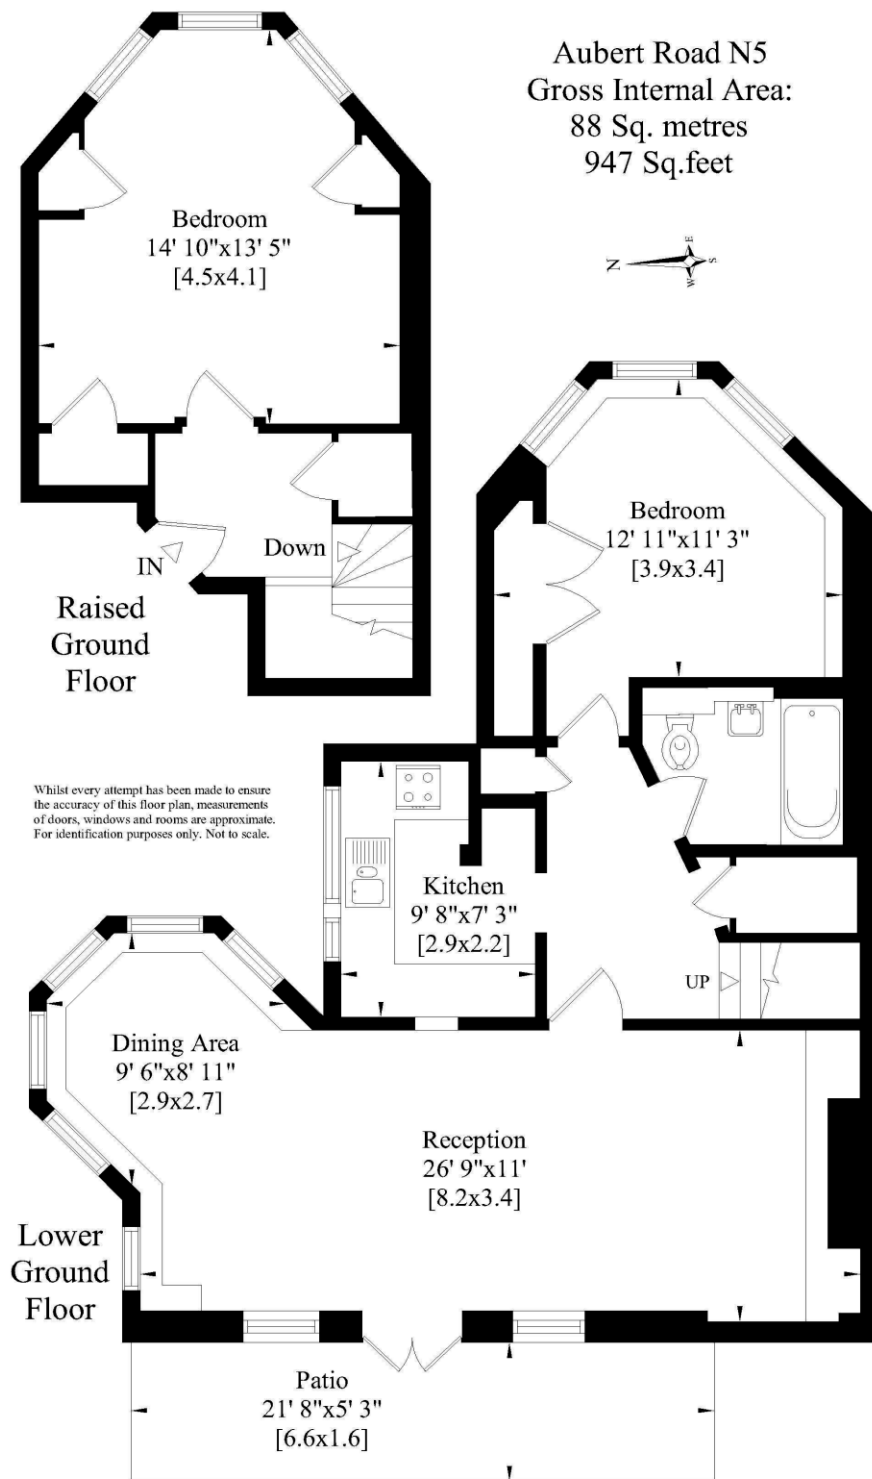 Aubert Road N5
Gross Internal Area:
88 Sq. metres
947 Sq.feet
N
E
S
W
Bedroom
14' 10"x13' 5"
[4.5x4.1]
IN
Down
Raised
Ground
Floor
Bedroom
12' 11"x11' 3"
[3.9x3.4]
Whilst every attempt has been made to ensure
the accuracy of this floor plan, measurements
of doors, windows and rooms are approximate.
For identification purposes only. Not to scale.
Kitchen
9' 8"x7' 3"
[2.9x2.2]
UP
Dining Area
9' 6"x8' 11"
[2.9x2.7]
Reception
26' 9"x11'
[8.2x3.4]
Lower
Ground
Floor
Patio
21' 8"x5' 3"
[6.6x1.6]